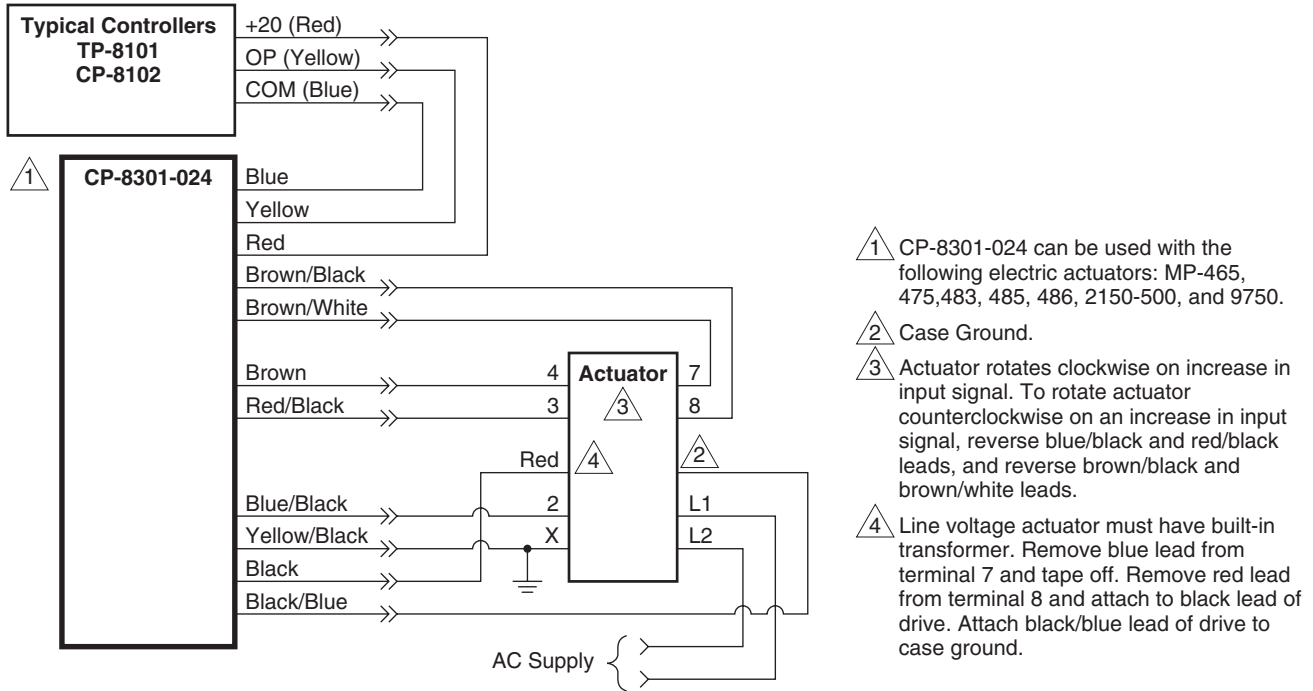 Typical Controllers
TP-8101
CP-8102
+20 (Red)
OP (Yellow)
COM (Blue)
1
CP-8301-024
Blue
Yellow
Red
Brown/Black
Brown/White
Brown
Red/Black
Blue/Black
Yellow/Black
Black
Black/Blue
4
3
Red
2
X
Actuator
3
4
7
8
2
L1
L2
AC Supply
1 CP-8301-024 can be used with the
following electric actuators: MP-465,
475,483, 485, 486, 2150-500, and 9750.
2 Case Ground.
3 Actuator rotates clockwise on increase in
input signal. To rotate actuator
counterclockwise on an increase in input
signal, reverse blue/black and red/black
leads, and reverse brown/black and
brown/white leads.
4 Line voltage actuator must have built-in
transformer. Remove blue lead from
terminal 7 and tape off. Remove red lead
from terminal 8 and attach to black lead of
drive. Attach black/blue lead of drive to
case ground.